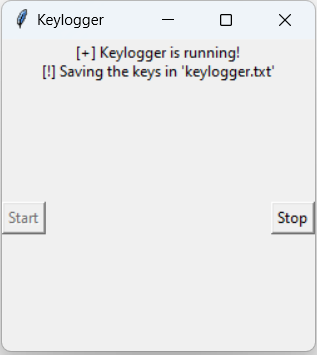 Keylogger
[+] Keylogger is running!
[!] Saving the keys in 'keylogger.txt'
Start
Stop